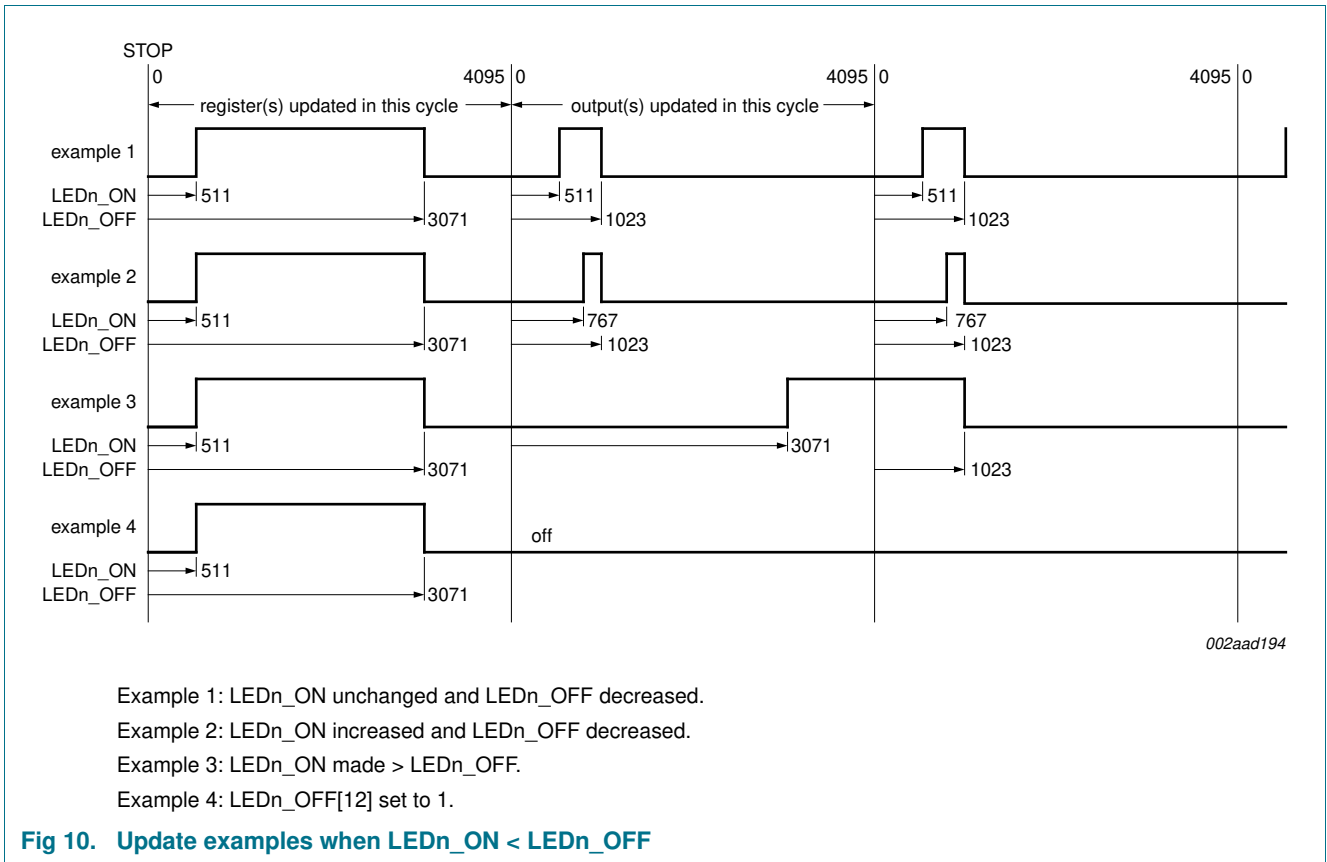 STOP
0 4095 0 4095 0 4095 0
register(s) updated in this cycle output(s) updated in this cycle
example 1
LEDn_ON 511 511 511
LEDn_OFF 3071 1023 1023
example 2
LEDn_ON 511 767 767
LEDn_OFF 3071 1023 1023
example 3
LEDn_ON 511 3071
LEDn_OFF 3071 1023
example 4 off
LEDn_ON 511
LEDn_OFF 3071
002aad194
Example 1: LEDn_ON unchanged and LEDn_OFF decreased.
Example 2: LEDn_ON increased and LEDn_OFF decreased.
Example 3: LEDn_ON made > LEDn_OFF.
Example 4: LEDn_OFF[12] set to 1.
Fig 10. Update examples when LEDn_ON < LEDn_OFF